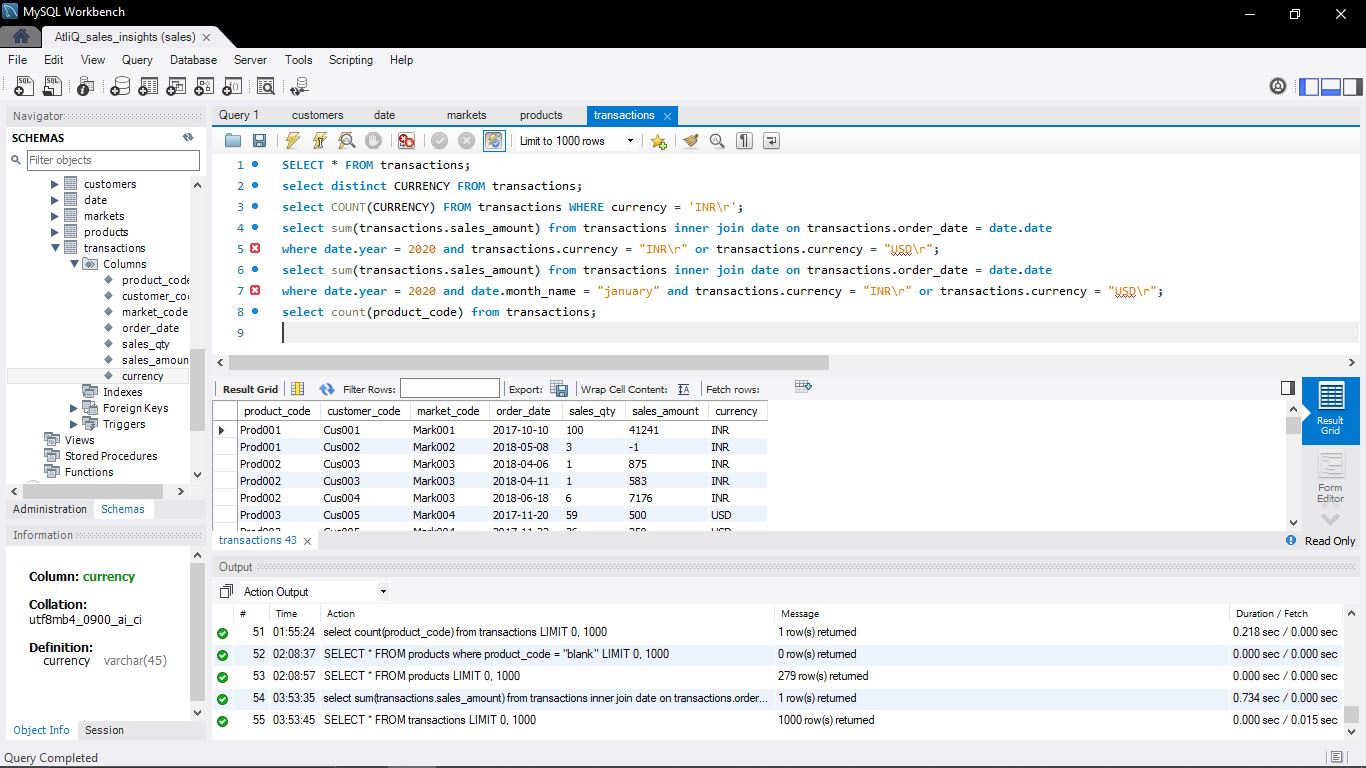 MySQL Workbench
AtliQ_sales_insights (sales)
File Edit View Query Database Server Tools Scripting Help
Navigator
SCHEMAS
Filter objects
customers
date
markets
products
transactions
Columns
product_code
customer_co
market_code
order_date
sales_qty
sales_amoun
currency
Indexes
Foreign Keys
Triggers
Views
Stored Procedures
Functions
Administration Schemas
Information
Column: currency
Collation:
utf8mb4_0900_ai_ci
Definition:
currency varchar(45)
Object Info Session
Query Completed
Query 1 customers date markets products transactions
Limit to 1000 rows
1 SELECT * FROM transactions;
2 select distinct CURRENCY FROM transactions;
3 select COUNT(CURRENCY) FROM transactions WHERE currency = 'INR\r';
4 select sum(transactions.sales_amount) from transactions inner join date on transactions.order_date = date.date
5 where date.year = 2020 and transactions.currency = "INR\r" or transactions.currency = "USD\r";
6 select sum(transactions.sales_amount) from transactions inner join date on transactions.order_date = date.date
7 where date.year = 2020 and date.month_name = "january" and transactions.currency = "INR\r" or transactions.currency = "USD\r";
8 select count(product_code) from transactions;
9
Result Grid Filter Rows: Export: Wrap Cell Content: Fetch rows:
product_code customer_code market_code order_date sales_qty sales_amount currency
Prod001 Cus001 Mark001 2017-10-10 100 41241 INR
Prod001 Cus002 Mark002 2018-05-08 3 -1 INR
Prod002 Cus003 Mark003 2018-04-06 1 875 INR
Prod002 Cus003 Mark003 2018-04-11 1 583 INR
Prod002 Cus004 Mark003 2018-06-18 6 7176 INR
Prod003 Cus005 Mark004 2017-11-20 59 500 USD
Result
Grid
Form
Editor
transactions 43
Read Only
Output
Action Output
# Time Action Message Duration / Fetch
51 01:55:24 select count(product_code) from transactions LIMIT 0, 1000 1 row(s) returned 0.218 sec / 0.000 sec
52 02:08:37 SELECT * FROM products where product_code = "blank" LIMIT 0, 1000 0 row(s) returned 0.000 sec / 0.000 sec
53 02:08:57 SELECT * FROM products LIMIT 0, 1000 279 row(s) returned 0.000 sec / 0.000 sec
54 03:53:35 select sum(transactions.sales_amount) from transactions inner join date on transactions.order... 1 row(s) returned 0.734 sec / 0.000 sec
55 03:53:45 SELECT * FROM transactions LIMIT 0, 1000 1000 row(s) returned 0.000 sec / 0.015 sec